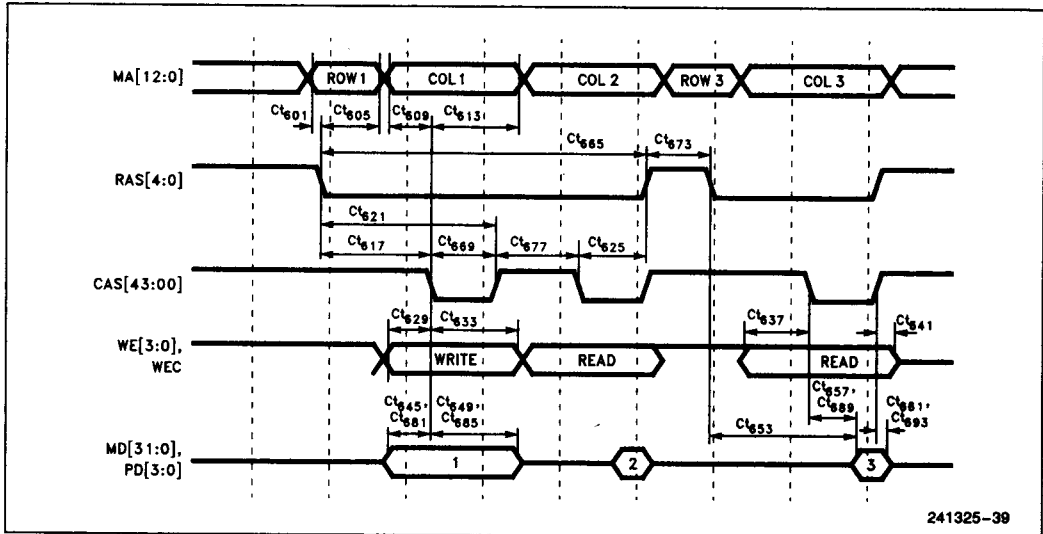 MA[12:0]
ROW 1
COL 1
COL 2
ROW 3
COL 3
Ct601
Ct605
Ct609
Ct613
Ct665
Ct673
RAS[4:0]
Ct621
Ct617
Ct669
Ct677
Ct625
CAS[43:00]
Ct629
Ct633
Ct637
Ct641
WE[3:0],
WEC
WRITE
READ
READ
Ct645,
Ct681
Ct649,
Ct685
Ct657,
Ct689
Ct661,
Ct693
Ct653
MD[31:0],
PD[3:0]
1
2
3
241325-39